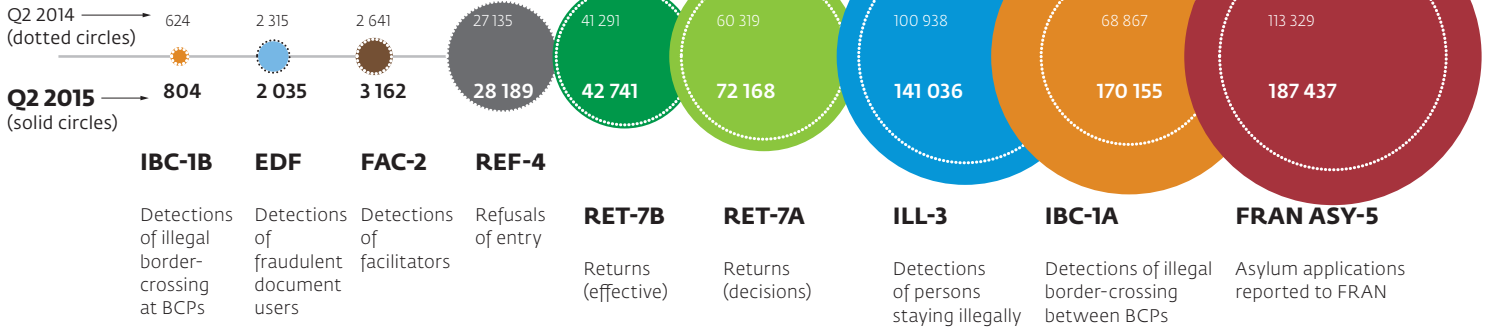 Q2 2014
(dotted circles)
624
2 315
2 641
27 135
41 291
60 319
100 938
68 867
113 329
Q2 2015
(solid circles)
804
2 035
3 162
28 189
42 741
72 168
141 036
170 155
187 437
IBC-1B
Detections
of illegal
border-
crossing
at BCPs
EDF
Detections
of
fraudulent
document
users
FAC-2
Detections
of
facilitators
REF-4
Refusals
of entry
RET-7B
Returns
(effective)
RET-7A
Returns
(decisions)
ILL-3
Detections
of persons
staying illegally
IBC-1A
Detections of illegal
border-crossing
between BCPs
FRAN ASY-5
Asylum applications
reported to FRAN